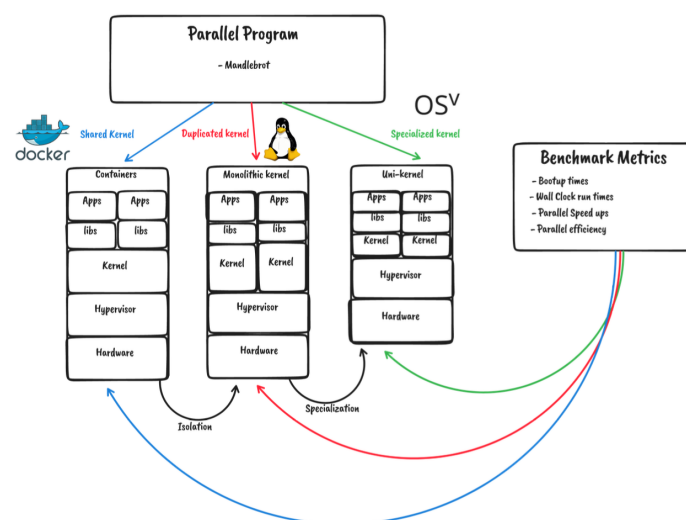 Parallel Program
- Mandlebrot
OSv
docker
Shared Kernel
Duplicated kernel
Specialized kernel
Containers
Apps Apps
libs libs
Kernel
Hypervisor
Hardware
Monolithic kernel
Apps Apps
libs libs
Kernel Kernel
Hypervisor
Hardware
Uni-kernel
Apps Apps
libs libs
Kernel Kernel
Hypervisor
Hardware
Benchmark Metrics
- Bootup times
- Wall Clock run times
- Parallel Speed ups
- Parallel efficiency
Isolation
Specialization